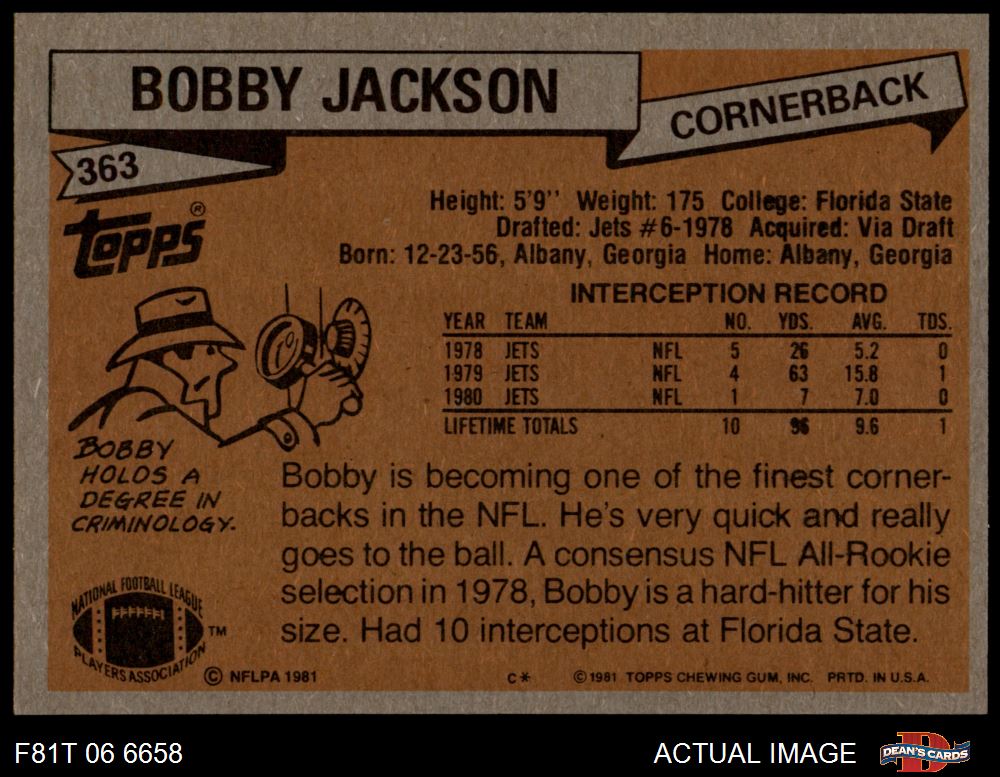 BOBBY JACKSON
CORNERBACK
363
TOPPS®
Height: 5'9'' Weight: 175 College: Florida State
Drafted: Jets #6-1978 Acquired: Via Draft
Born: 12-23-56, Albany, Georgia Home: Albany, Georgia
INTERCEPTION RECORD
YEAR TEAM NO. YDS. AVG. TDS.
1978 JETS NFL 5 26 5.2 0
1979 JETS NFL 4 63 15.8 1
1980 JETS NFL 1 7 7.0 0
LIFETIME TOTALS 10 96 9.6 1
BOBBY
HOLDS A
DEGREE IN
CRIMINOLOGY.
Bobby is becoming one of the finest corner-
backs in the NFL. He's very quick and really
goes to the ball. A consensus NFL All-Rookie
selection in 1978, Bobby is a hard-hitter for his
size. Had 10 interceptions at Florida State.
NATIONAL FOOTBALL LEAGUE
PLAYERS ASSOCIATION
TM
© NFLPA 1981
C*
© 1981 TOPPS CHEWING GUM, INC. PRTD. IN U.S.A.
F81T 06 6658
ACTUAL IMAGE
D
DEAN'S CARDS